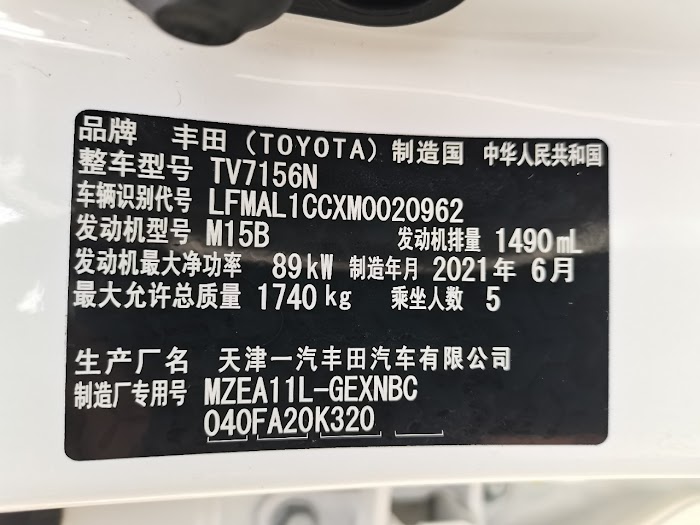 品牌 丰田（TOYOTA）制造国 中华人民共和国
整车型号 TV7156N
车辆识别代号 LFMAL1CCXM0020962
发动机型号 M15B 发动机排量 1490mL
发动机最大净功率 89kW 制造年月 2021年 6月
最大允许总质量 1740kg 乘坐人数 5
生产厂名 天津一汽丰田汽车有限公司
制造厂专用号 MZEA11L-GEXNBC
040FA20K320